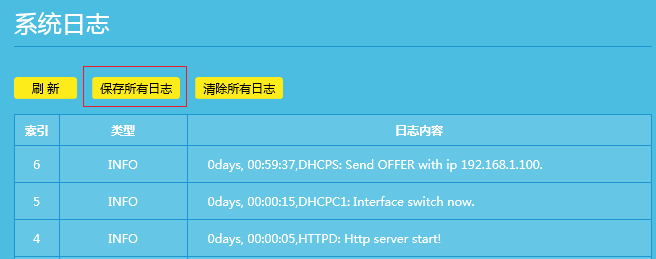 系统日志
刷 新 保存所有日志 清除所有日志
索引 类型 日志内容
6 INFO 0days, 00:59:37,DHCPS: Send OFFER with ip 192.168.1.100.
5 INFO 0days, 00:00:15,DHCPC1: Interface switch now.
4 INFO 0days, 00:00:05,HTTPD: Http server start!